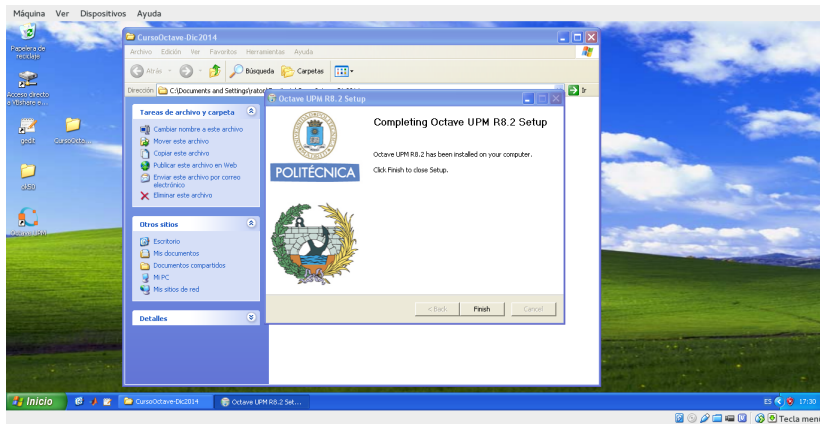 Máquina Ver Dispositivos Ayuda
Papelera de
reciclaje
Acceso directo
a VBshare e...
gedit
CursoOcta...
ok50
Octave UPM
CursoOctave-Dic2014
Archivo Edición Ver Favoritos Herramientas Ayuda
Atrás Búsqueda Carpetas
Dirección C:\Documents and Settings\raton Ir
Tareas de archivo y carpeta
Cambiar nombre a este archivo
Mover este archivo
Copiar este archivo
Publicar este archivo en Web
Enviar este archivo por correo
electrónico
Eliminar este archivo
Otros sitios
Escritorio
Mis documentos
Documentos compartidos
Mi PC
Mis sitios de red
Detalles
Octave UPM R8.2 Setup
POLITÉCNICA
Completing Octave UPM R8.2 Setup
Octave UPM R8.2 has been installed on your computer.
Click Finish to close Setup.
< Back Finish Cancel
Inicio CursoOctave-Dic2014 Octave UPM R8.2 Set... ES 17:30
Tecla menú